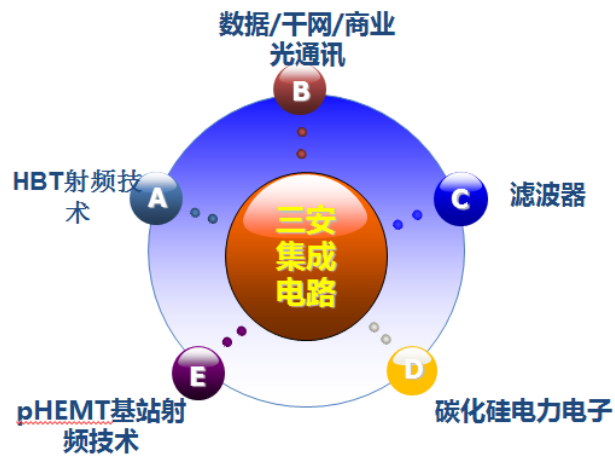 数据/干网/商业
光通讯
B
HBT射频技
术
A
C
滤波器
三安
集成
电路
E
D
pHEMT基站射
频技术
碳化硅电力电子